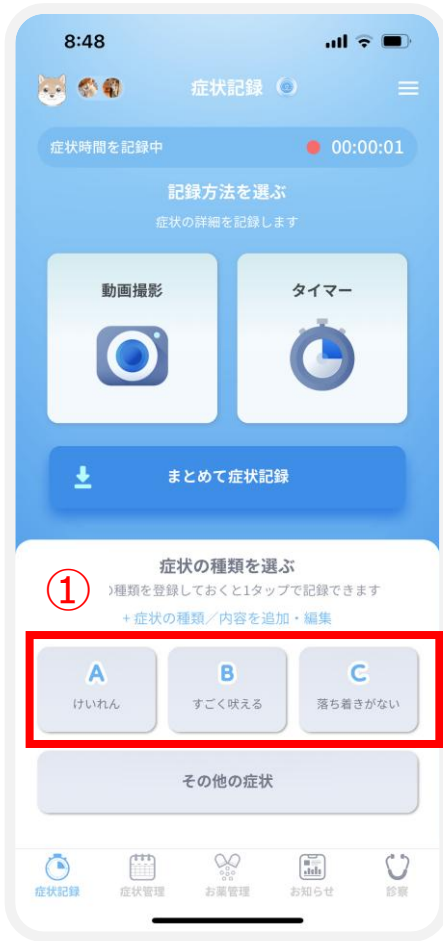 8:48
症状記録
症状時間を記録中 00:00:01
記録方法を選ぶ
症状の詳細を記録します
動画撮影 タイマー
まとめて症状記録
症状の種類を選ぶ
①
種類を登録しておくと1タップで記録できます
+ 症状の種類／内容を追加・編集
A B C
けいれん すごく吠える 落ち着きがない
その他の症状
症状記録 症状管理 お薬管理 お知らせ 診察